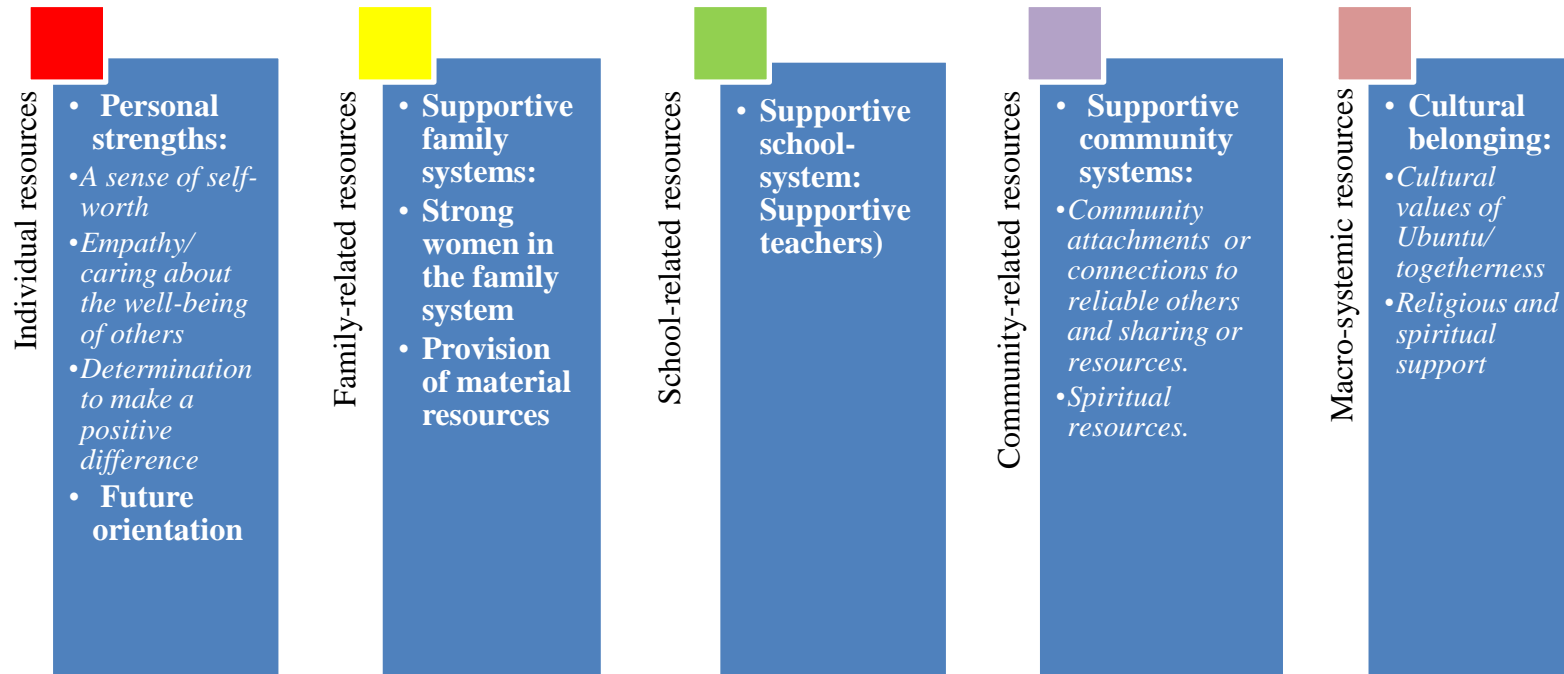 Individual resources
• Personal
strengths:
•A sense of self-
worth
•Empathy/
caring about
the well-being
of others
•Determination
to make a
positive
difference
• Future
orientation
Family-related resources
• Supportive
family
systems:
• Strong
women in
the family
system
• Provision
of material
resources
School-related resources
• Supportive
school-
system:
Supportive
teachers)
Community-related resources
• Supportive
community
systems:
•Community
attachments or
connections to
reliable others
and sharing or
resources.
•Spiritual
resources.
Macro-systemic resources
• Cultural
belonging:
•Cultural
values of
Ubuntu/
togetherness
•Religious and
spiritual
support